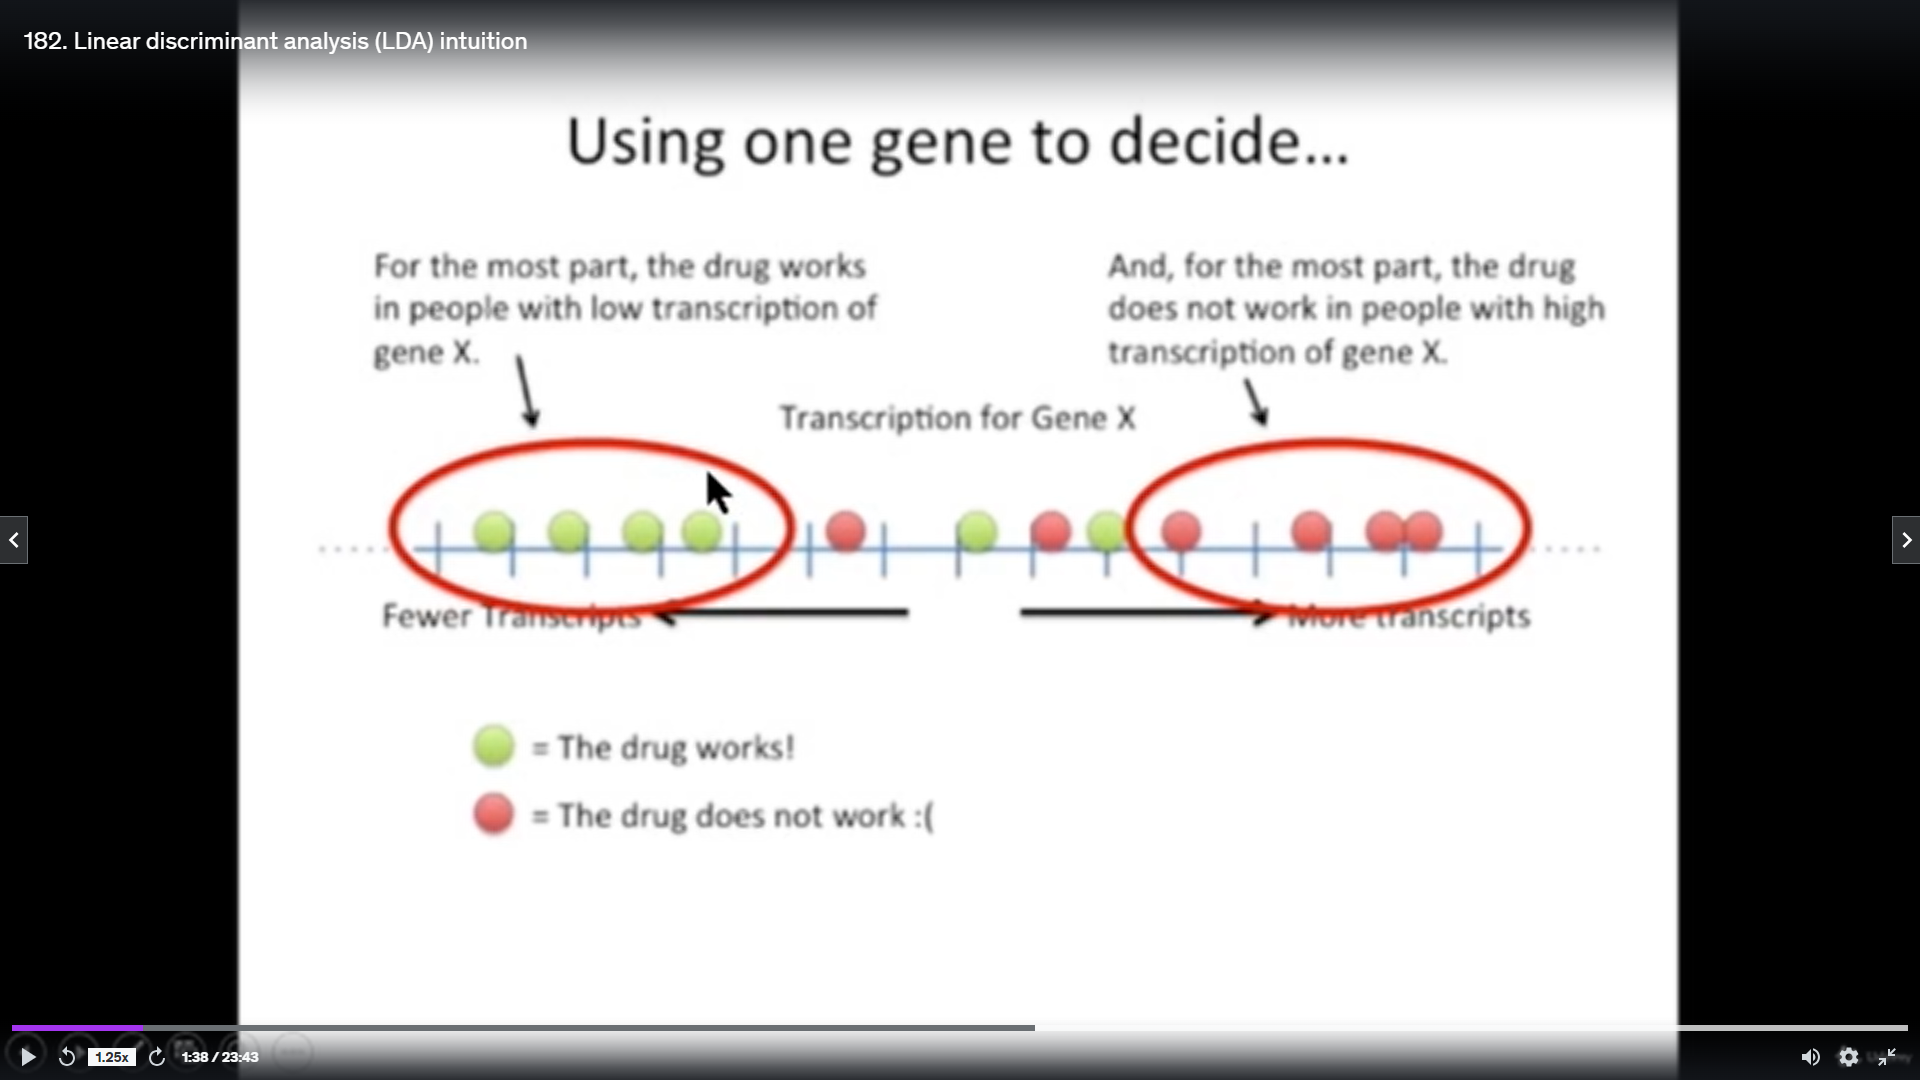 182. Linear discriminant analysis (LDA) intuition
Using one gene to decide...
For the most part, the drug works
in people with low transcription of
gene X.
And, for the most part, the drug
does not work in people with high
transcription of gene X.
Transcription for Gene X
Fewer Transcripts
More transcripts
= The drug works!
= The drug does not work :(
1.25x
1:38 / 23:43